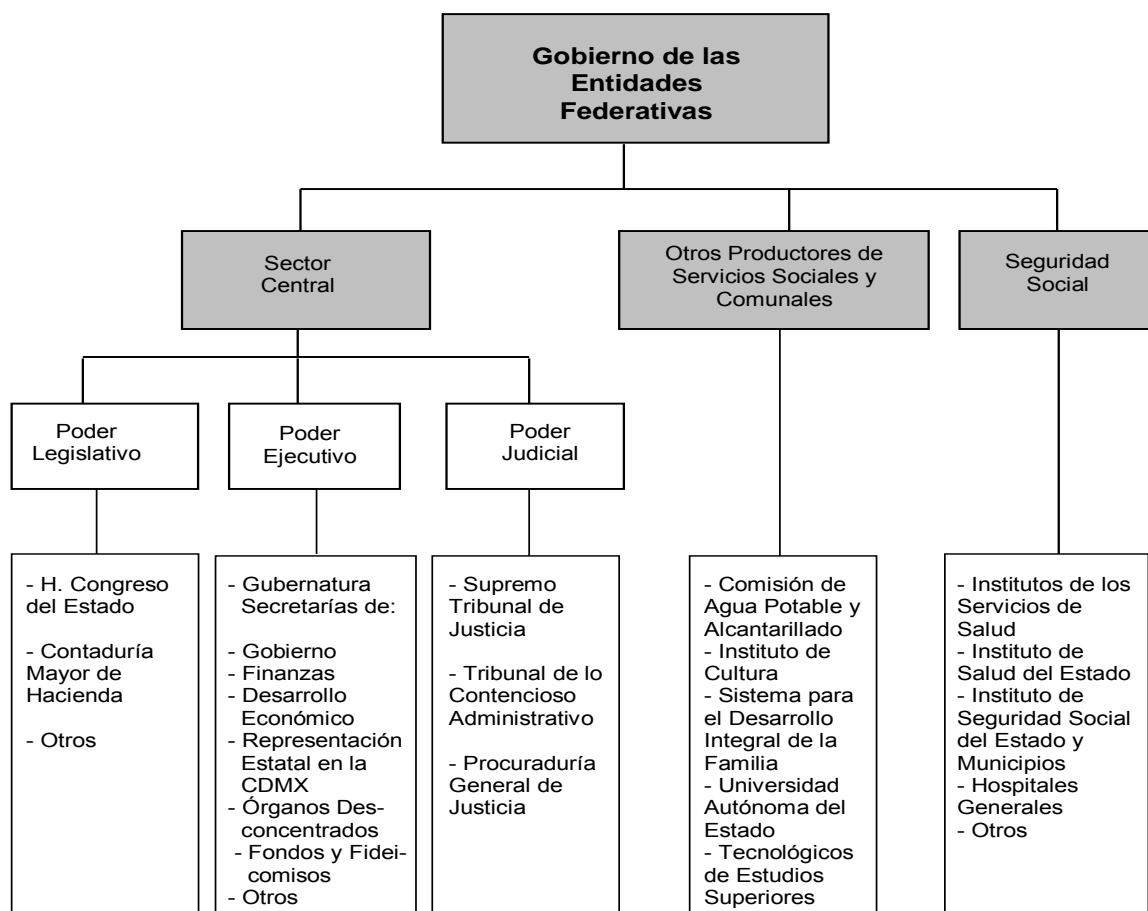 Gobierno de las
Entidades
Federativas
Sector
Central
Otros Productores de
Servicios Sociales y
Comunales
Seguridad
Social
Poder
Legislativo
Poder
Ejecutivo
Poder
Judicial
- H. Congreso
del Estado
- Contaduría
Mayor de
Hacienda
- Otros
- Gubernatura
Secretarías de:
- Gobierno
- Finanzas
- Desarrollo
Económico
- Representación
Estatal en la
CDMX
- Órganos Des-
concentrados
- Fondos y Fidei-
comisos
- Otros
- Supremo
Tribunal de
Justicia
- Tribunal de lo
Contencioso
Administrativo
- Procuraduría
General de
Justicia
- Comisión de
Agua Potable y
Alcantarillado
- Instituto de
Cultura
- Sistema para
el Desarrollo
Integral de la
Familia
- Universidad
Autónoma del
Estado
- Tecnológicos
de Estudios
Superiores
- Institutos de los
Servicios de
Salud
- Instituto de
Salud del Estado
- Instituto de
Seguridad Social
del Estado y
Municipios
- Hospitales
Generales
- Otros